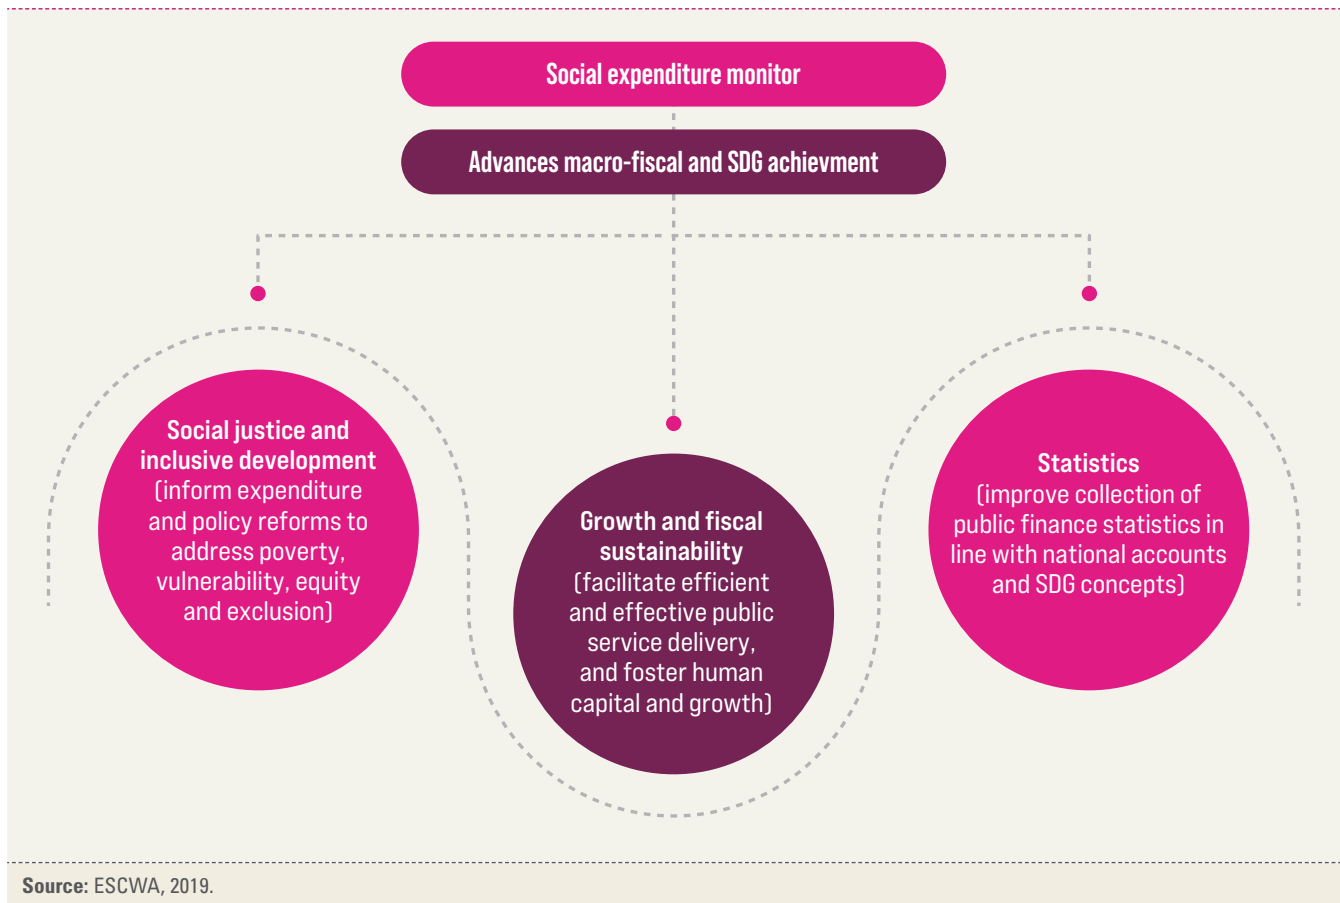 Social expenditure monitor
Advances macro-fiscal and SDG achievment
Social justice and
inclusive development
(inform expenditure
and policy reforms to
address poverty,
vulnerability, equity
and exclusion)
Growth and fiscal
sustainability
(facilitate efficient
and effective public
service delivery,
and foster human
capital and growth)
Statistics
(improve collection of
public finance statistics in
line with national accounts
and SDG concepts)
Source: ESCWA, 2019.